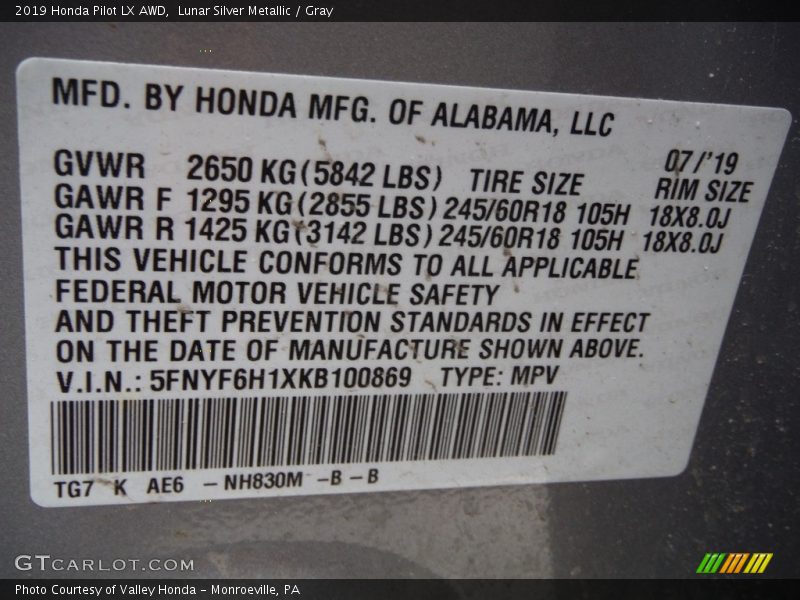 2019 Honda Pilot LX AWD,  Lunar Silver Metallic / Gray
MFD. BY HONDA MFG. OF ALABAMA, LLC
07/'19
GVWR 2650 KG(5842 LBS) TIRE SIZE RIM SIZE
GAWR F 1295 KG(2855 LBS) 245/60R18 105H 18X8.0J
GAWR R 1425 KG(3142 LBS) 245/60R18 105H 18X8.0J
THIS VEHICLE CONFORMS TO ALL APPLICABLE
FEDERAL MOTOR VEHICLE SAFETY
AND THEFT PREVENTION STANDARDS IN EFFECT
ON THE DATE OF MANUFACTURE SHOWN ABOVE.
V.I.N.: 5FNYF6H1XKB100869 TYPE: MPV
TG7 K AE6 - NH830M -B - B
GTCARLOT.COM
Photo Courtesy of Valley Honda - Monroeville, PA